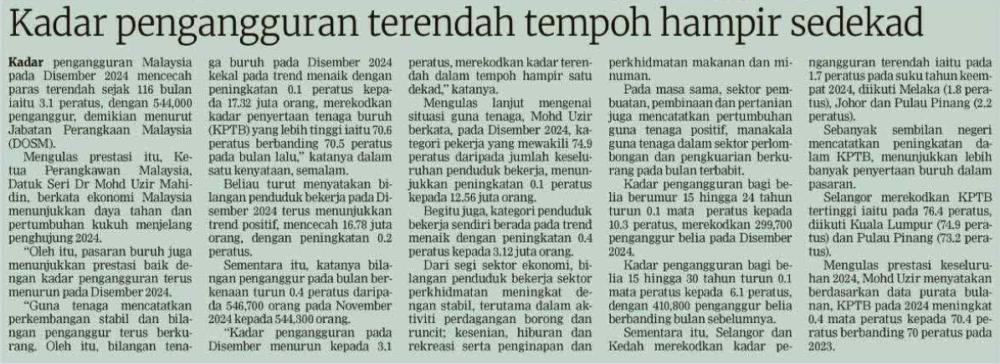 Kadar pengangguran terendah tempoh hampir sedekad
Kadar pengangguran Malaysia
pada Disember 2024 mencecah
paras terendah sejak 116 bulan
iaitu 3.1 peratus, dengan 544,000
penganggur, demikian menurut
Jabatan Perangkaan Malaysia
(DOSM).
Mengulas prestasi itu, Ke-
tua Perangkawan Malaysia,
Datuk Seri Dr Mohd Uzir Mahi-
din, berkata ekonomi Malaysia
menunjukkan daya tahan dan
pertumbuhan kukuh menjelang
penghujung 2024.
“Oleh itu, pasaran buruh juga
menunjukkan prestasi baik de-
ngan kadar pengangguran terus
menurun pada Disember 2024.
“Guna tenaga mencatatkan
perkembangan stabil dan bila-
ngan penganggur terus berku-
rang. Oleh itu, bilangan tena-
ga buruh pada Disember 2024
kekal pada trend menaik dengan
peningkatan 0.1 peratus kepa-
da 17.32 juta orang, merekodkan
kadar penyertaan tenaga buruh
(KPTB) yang lebih tinggi iaitu 70.6
peratus berbanding 70.5 peratus
pada bulan lalu,” katanya dalam
satu kenyataan, semalam.
Beliau turut menyatakan bi-
langan penduduk bekerja pada Di-
sember 2024 terus menunjukkan
trend positif, mencecah 16.78 juta
orang, dengan peningkatan 0.2
peratus.
Sementara itu, katanya bila-
ngan penganggur pada bulan ber-
kenaan turun 0.4 peratus daripa-
da 546,700 orang pada November
2024 kepada 544,300 orang.
“Kadar pengangguran pada
Disember menurun kepada 3.1
peratus, merekodkan kadar teren-
dah dalam tempoh hampir satu
dekad,” katanya.
Mengulas lanjut mengenai
situasi guna tenaga, Mohd Uzir
berkata, pada Disember 2024, ka-
tegori pekerja yang mewakili 74.9
peratus daripada jumlah keselu-
ruhan penduduk bekerja, menun-
jukkan peningkatan 0.1 peratus
kepada 12.56 juta orang.
Begitu juga, kategori penduduk
bekerja sendiri berada pada trend
menaik dengan peningkatan 0.4
peratus kepada 3.12 juta orang.
Dari segi sektor ekonomi, bi-
langan penduduk bekerja sektor
perkhidmatan meningkat de-
ngan stabil, terutama dalam ak-
tiviti perdagangan borong dan
runcit; kesenian, hiburan dan
rekreasi serta penginapan dan
perkhidmatan makanan dan mi-
numan.
Pada masa sama, sektor pem-
buatan, pembinaan dan pertanian
juga mencatatkan pertumbuhan
guna tenaga positif, manakala
guna tenaga dalam sektor perlom-
bongan dan pengkuarian berku-
rang pada bulan terbabit.
Kadar pengangguran bagi be-
lia berumur 15 hingga 24 tahun
turun 0.1 mata peratus kepada
10.3 peratus, merekodkan 299,700
penganggur belia pada Disember
2024.
Kadar pengangguran bagi be-
lia 15 hingga 30 tahun turun 0.1
mata peratus kepada 6.1 peratus,
dengan 410,800 penganggur belia
berbanding bulan sebelumnya.
Sementara itu, Selangor dan
Kedah merekodkan kadar pe-
ngangguran terendah iaitu pada
1.7 peratus pada suku tahun keem-
pat 2024, diikuti Melaka (1.8 pera-
tus), Johor dan Pulau Pinang (2.2
peratus).
Sebanyak sembilan negeri
mencatatkan peningkatan da-
lam KPTB, menunjukkan lebih
banyak penyertaan buruh dalam
pasaran.
Selangor merekodkan KPTB
tertinggi iaitu pada 76.4 peratus,
diikuti Kuala Lumpur (74.9 pera-
tus) dan Pulau Pinang (73.2 pera-
tus).
Mengulas prestasi keseluru-
han 2024, Mohd Uzir menyatakan
berdasarkan data purata bula-
nan, KPTB pada 2024 meningkat
0.4 mata peratus kepada 70.4 pe-
ratus berbanding 70 peratus pada
2023.